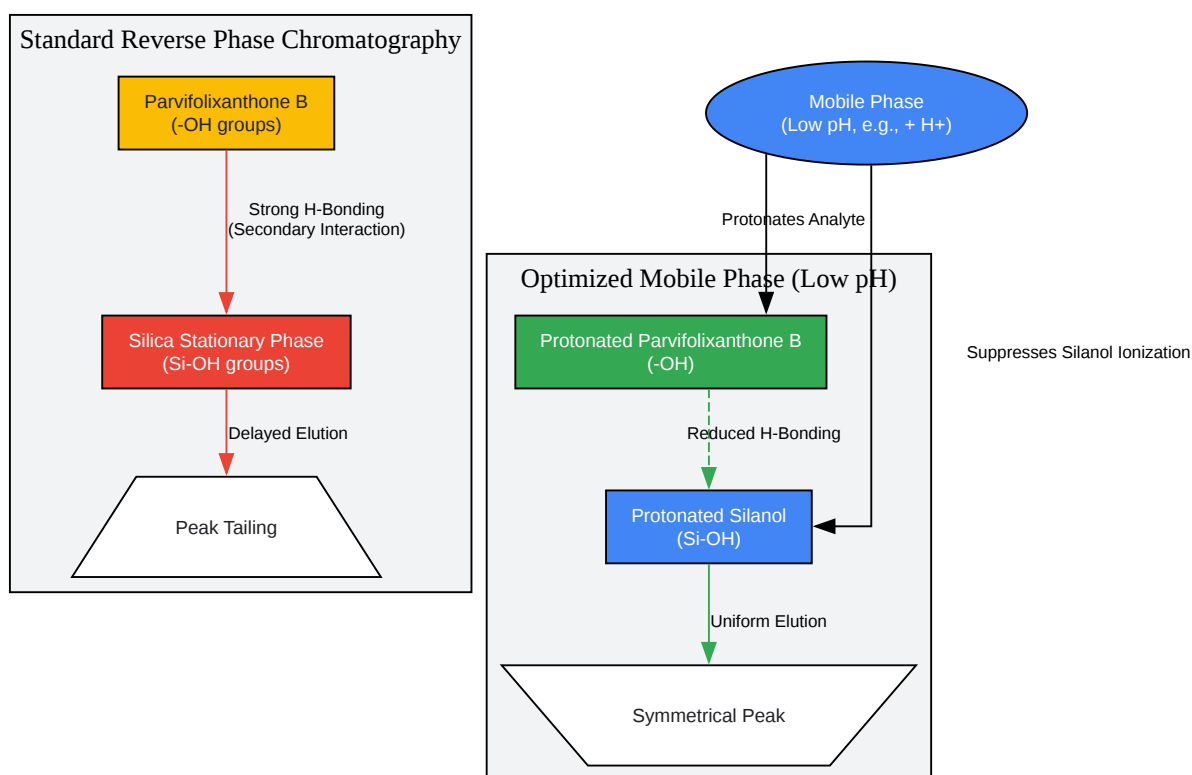 Standard Reverse Phase Chromatography
Parvifolixanthone B
(-OH groups)
Strong H-Bonding
(Secondary Interaction)
Silica Stationary Phase
(Si-OH groups)
Delayed Elution
Peak Tailing
Mobile Phase
(Low pH, e.g., + H+)
Protonates Analyte
Suppresses Silanol Ionization
Optimized Mobile Phase (Low pH)
Protonated Parvifolixanthone B
(-OH)
Reduced H-Bonding
Protonated Silanol
(Si-OH)
Uniform Elution
Symmetrical Peak